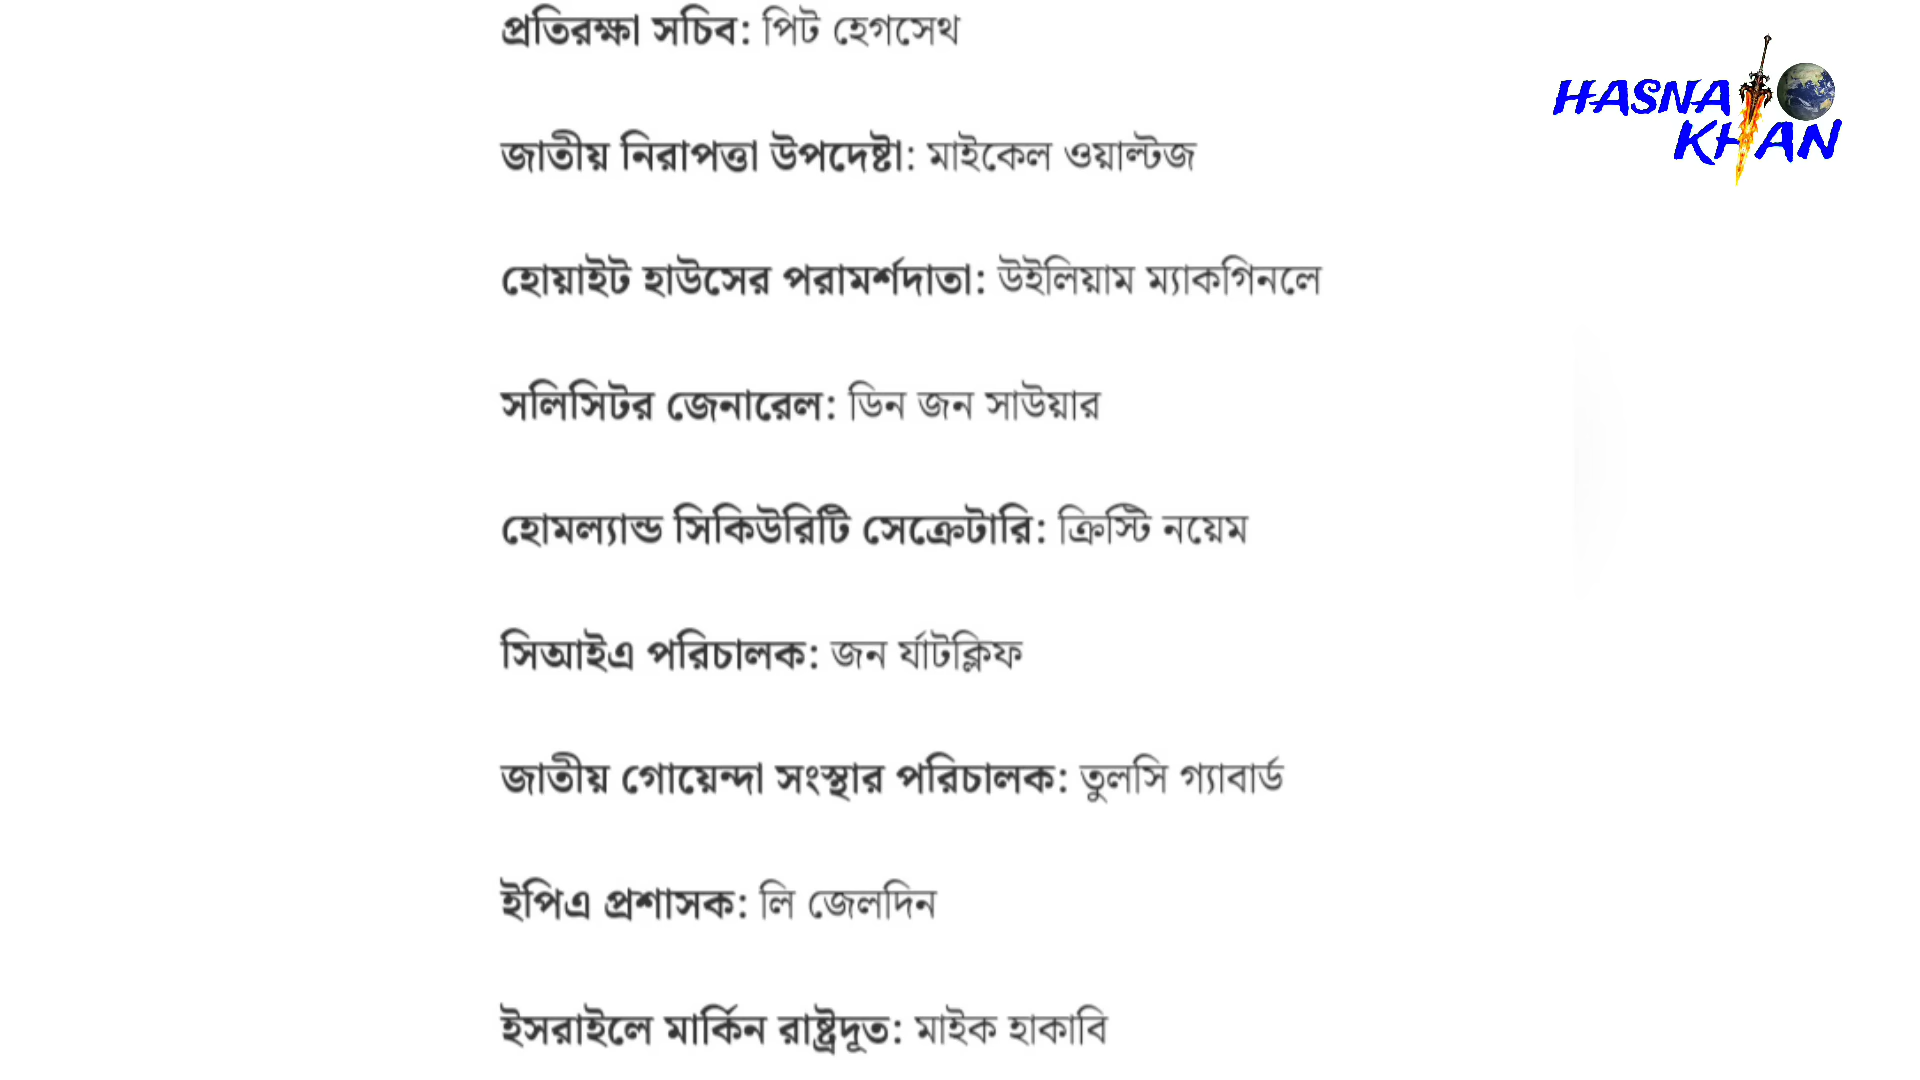 প্রতিরক্ষা সচিব: পিট হেগসেথ
HASNA
KHAN
জাতীয় নিরাপত্তা উপদেষ্টা: মাইকেল ওয়াল্টজ
হোয়াইট হাউসের পরামর্শদাতা: উইলিয়াম ম্যাকগিনলে
সলিসিটর জেনারেল: ডিন জন সাউয়ার
হোমল্যান্ড সিকিউরিটি সেক্রেটারি: ক্রিস্টি নয়েম
সিআইএ পরিচালক: জন র্যাটক্লিফ
জাতীয় গোয়েন্দা সংস্থার পরিচালক: তুলসি গ্যাবার্ড
ইপিএ প্রশাসক: লি জেলদিন
ইসরাইলে মার্কিন রাষ্ট্রদূত: মাইক হাকাবি